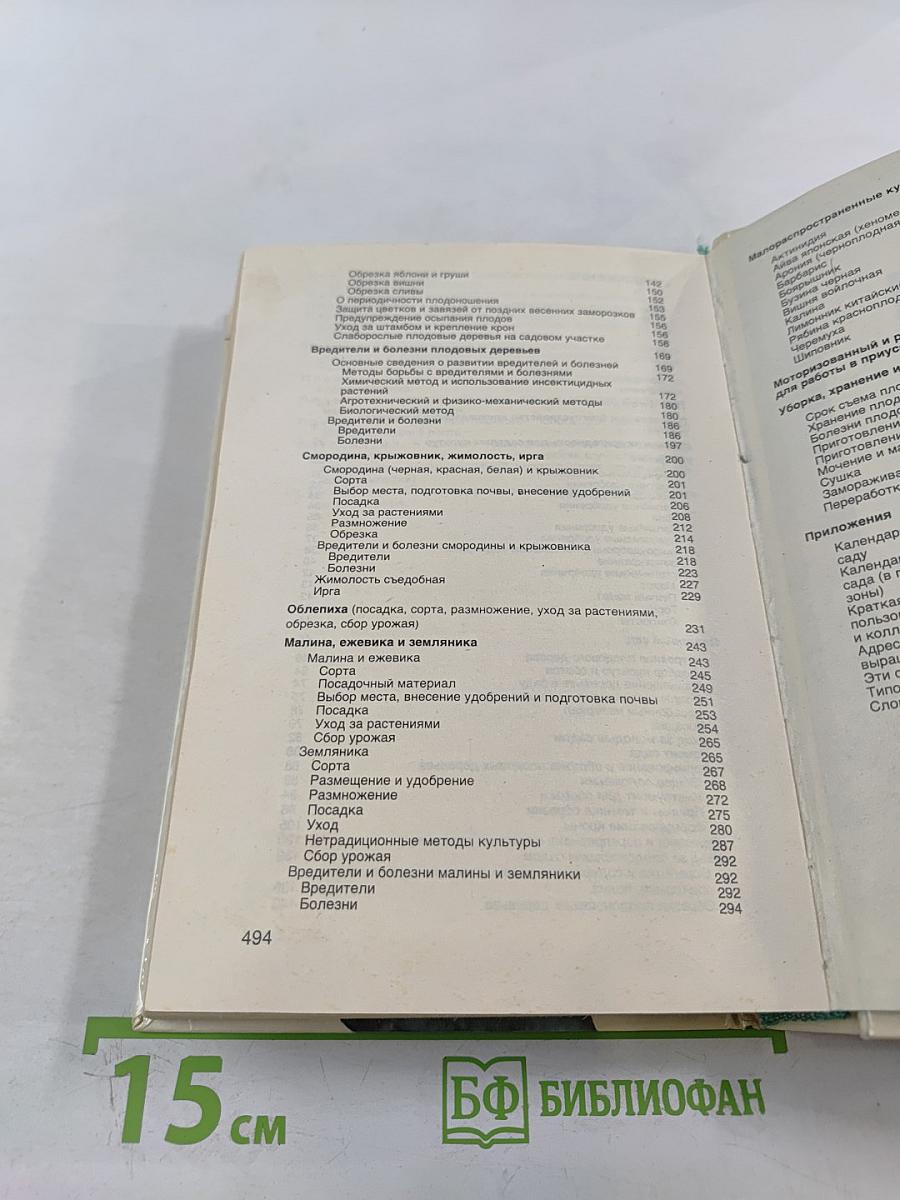 Обрезка яблони и груши 142
Обрезка вишни 150
Обрезка сливы 152
О периодичности плодоношения 153
Защита цветков и завязей от поздних весенних заморозков 155
Предупреждение осыпания плодов 156
Уход за штамбом и крепление крон 156
Слаборослые плодовые деревья на садовом участке 158
Вредители и болезни плодовых деревьев 169
Основные сведения о развитии вредителей и болезней 169
Методы борьбы с вредителями и болезнями 172
Химический метод и использование инсектицидных
растений 172
Агротехнический и физико-механический методы 180
Биологический метод 180
Вредители и болезни 186
Вредители 186
Болезни 197
Смородина, крыжовник, жимолость, ирга 200
Смородина (черная, красная, белая) и крыжовник 200
Сорта 201
Выбор места, подготовка почвы, внесение удобрений 201
Посадка 206
Уход за растениями 208
Размножение 212
Обрезка 214
Вредители и болезни смородины и крыжовника 218
Вредители 218
Болезни 223
Жимолость съедобная 227
Ирга 229
Облепиха (посадка, сорта, размножение, уход за растениями,
обрезка, сбор урожая) 231
Малина, ежевика и земляника 243
Малина и ежевика 243
Сорта 245
Посадочный материал 249
Выбор места, внесение удобрений и подготовка почвы 251
Посадка 253
Уход за растениями 254
Сбор урожая 265
Земляника 265
Сорта 267
Размещение и удобрение 268
Размножение 272
Посадка 275
Уход 280
Нетрадиционные методы культуры 287
Сбор урожая 292
Вредители и болезни малины и земляники 292
Вредители 292
Болезни 294
494
Малораспространенные ку
Актинидия
Айва японская (хеноме
Арония (черноплодная
Барбарис
Боярышник
Бузина черная
Вишня войлочная
Калина
Лимонник китайски
Рябина красноплод
Черемуха
Шиповник
Моторизованный и р
для работы в приус
Уборка, хранение и
Срок съема пло
Хранение плод
Болезни плодо
Приготовлени
Приготовлени
Мочение и ма
Сушка
Заморажива
Переработк
Приложения
Календар
саду
Календа
сада (в г
зоны)
Краткая
пользов
и колл
Адрес
выращ
Эти с
Типо
Сло
15 см
БФ БИБЛИОФАН